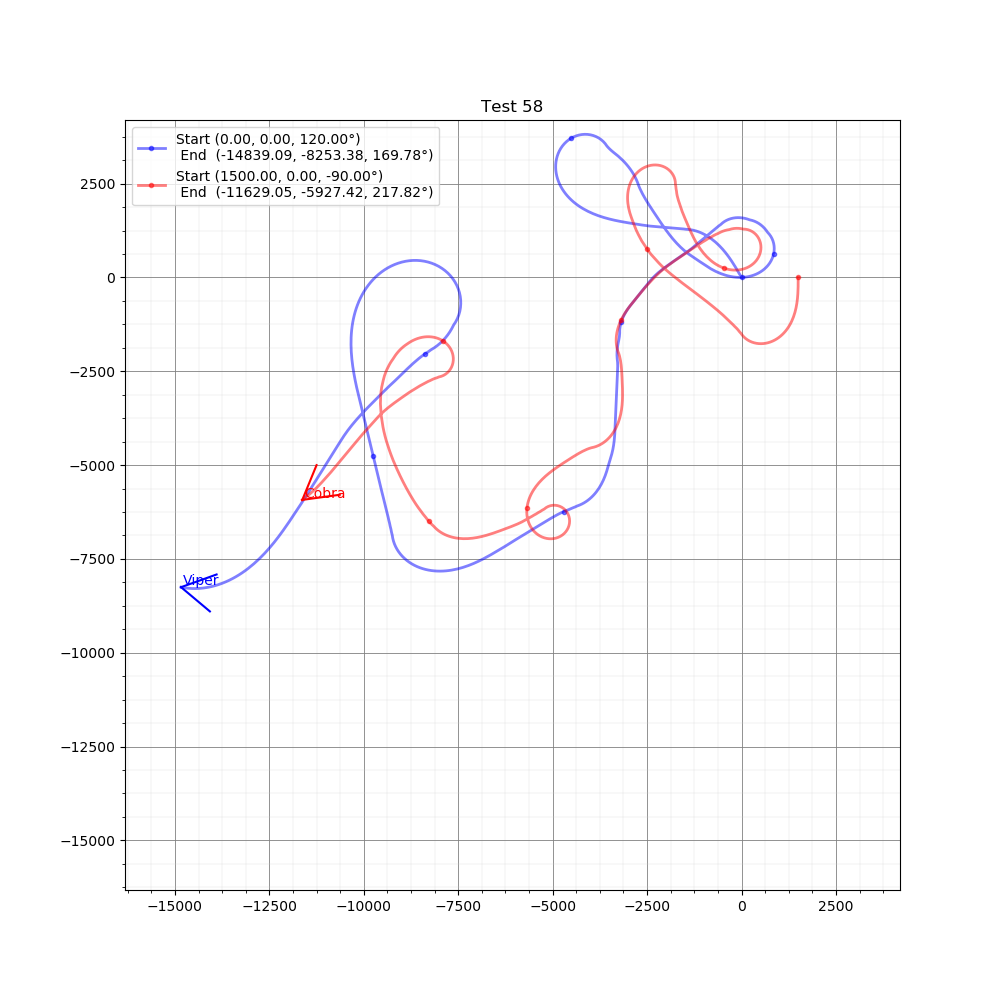 Test 58
Start (0.00, 0.00, 120.00°)
End (-14839.09, -8253.38, 169.78°)
Start (1500.00, 0.00, -90.00°)
End (-11629.05, -5927.42, 217.82°)
2500
0
−2500
−5000
−7500
−10000
−12500
−15000
Cobra
Viper
−15000 −12500 −10000 −7500 −5000 −2500 0 2500